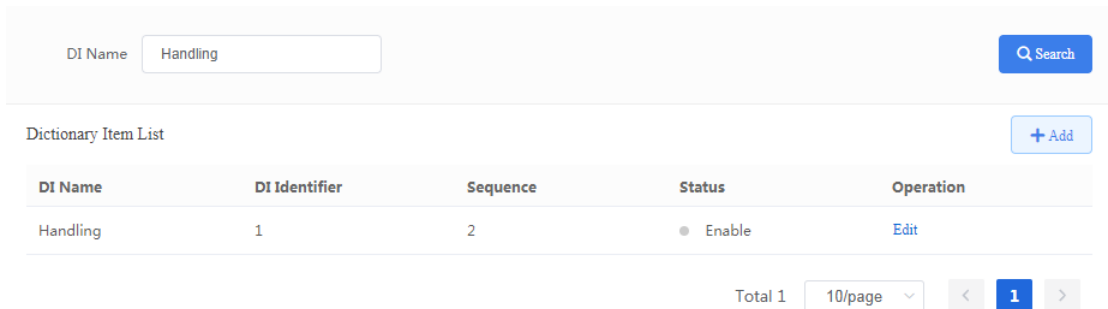 DI Name Handling Search
Dictionary Item List Add
DI Name DI Identifier Sequence Status Operation
Handling 1 2 Enable Edit
Total 1 10/page < 1 >